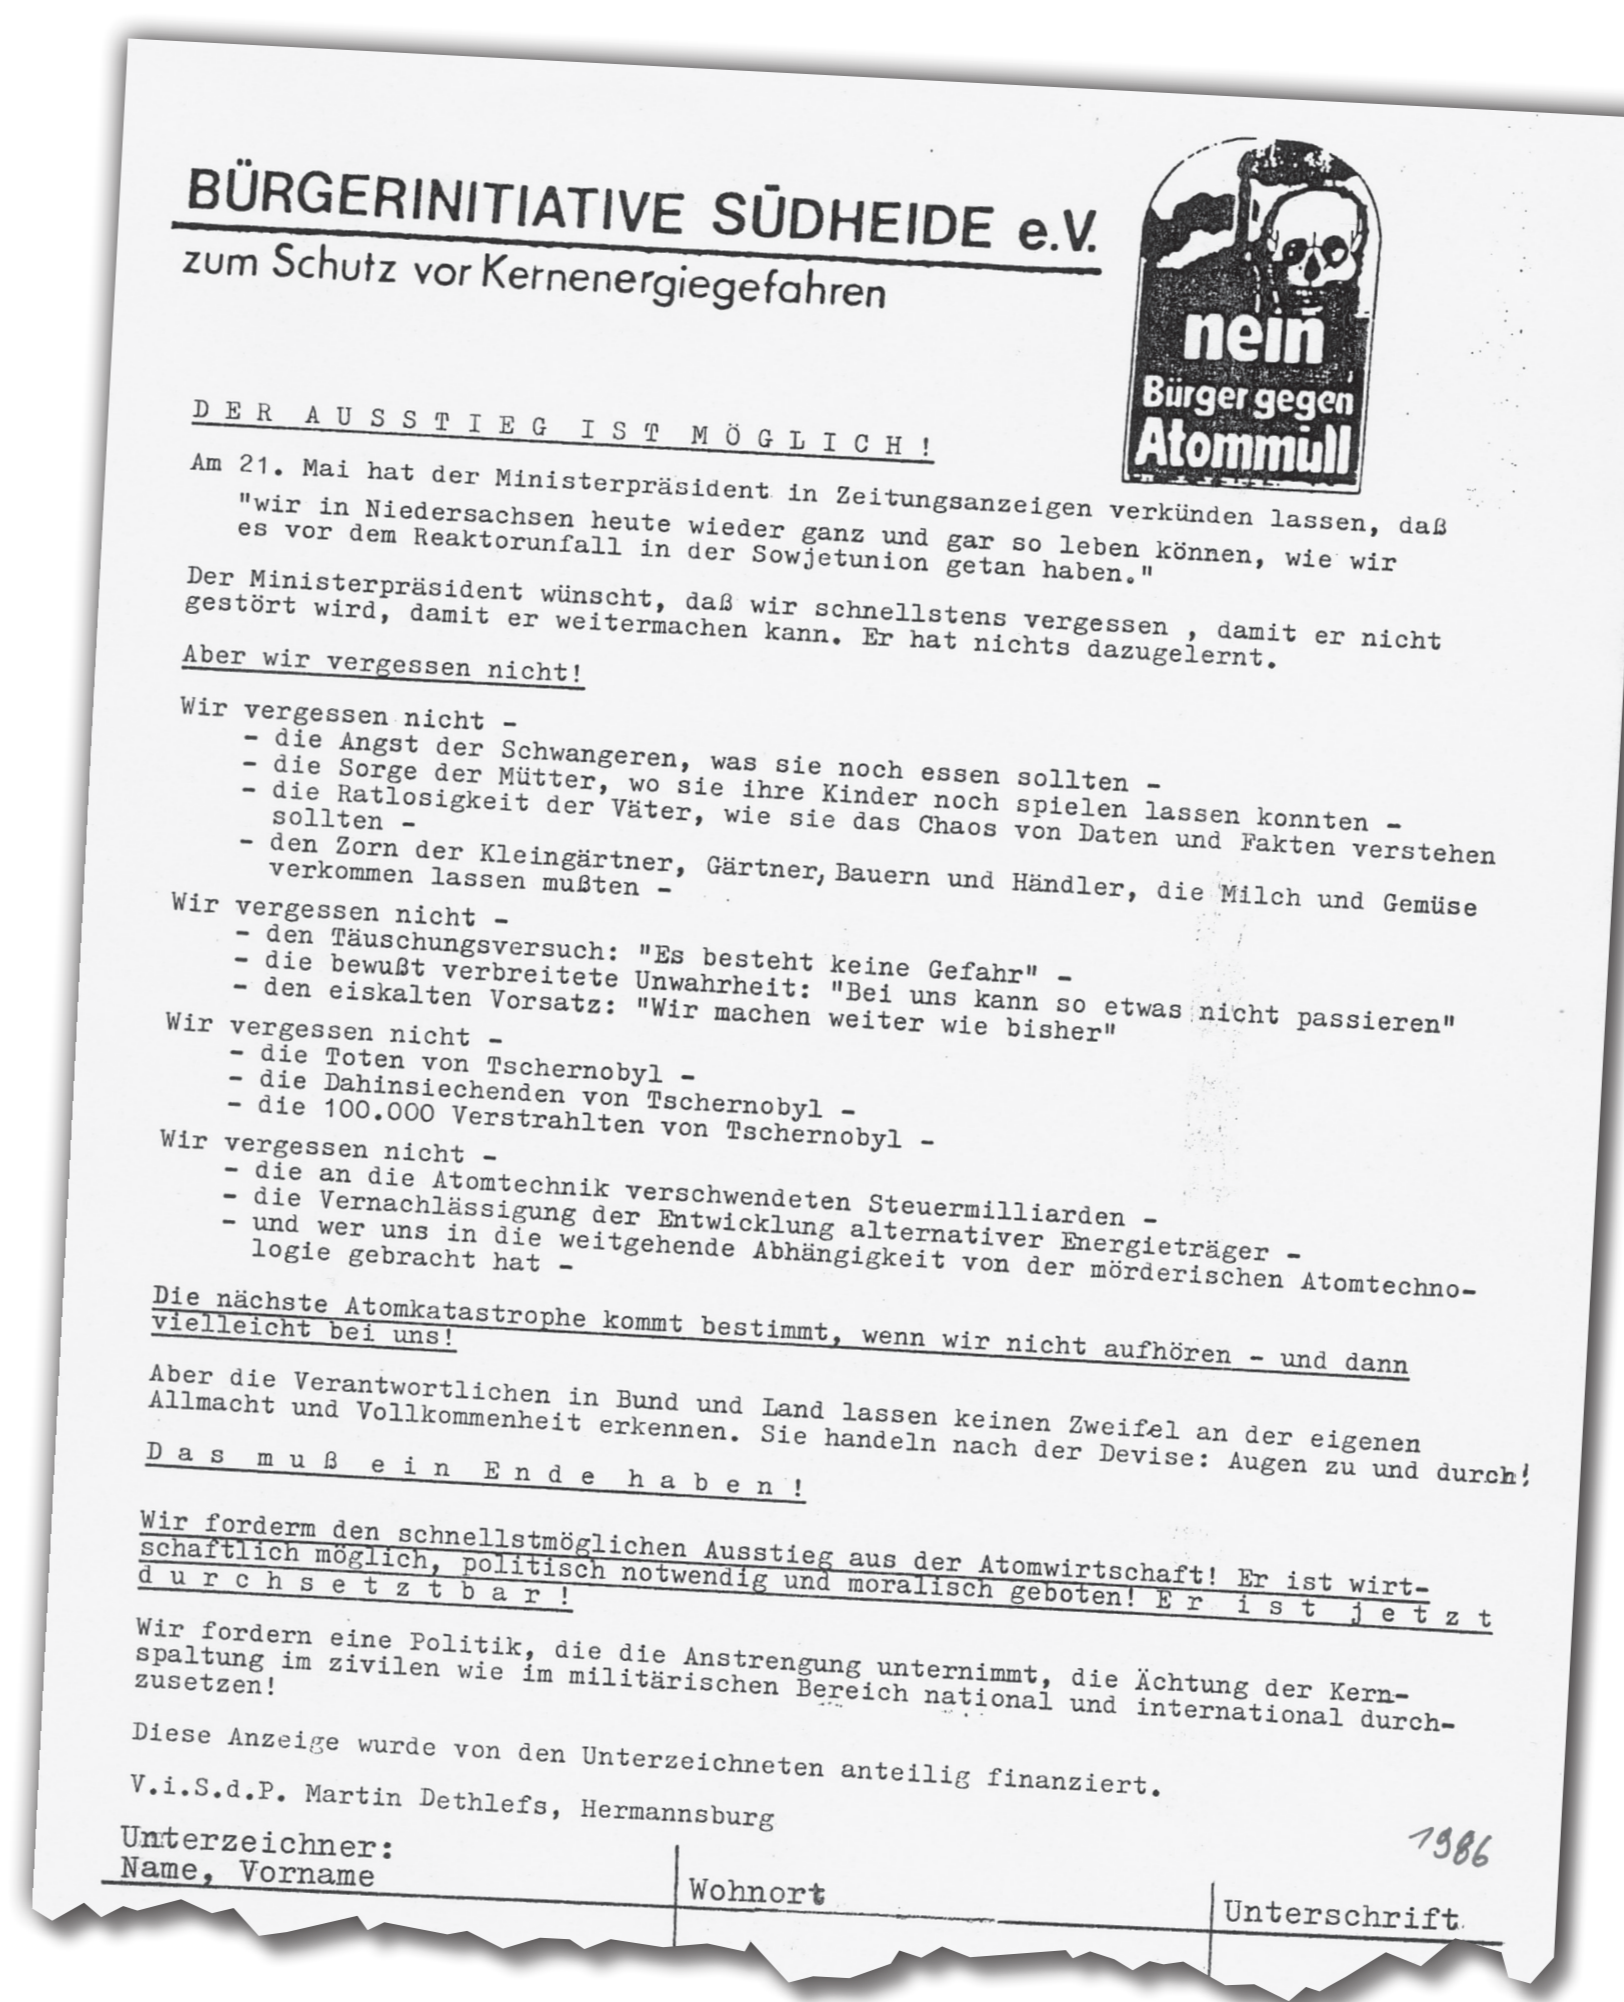 BÜRGERINITIATIVE SÜDHEIDE e.V.
zum Schutz vor Kernenergiegefahren
nein
Bürger gegen
Atommüll
DER AUSSTIEG IST MÖGLICH!
Am 21. Mai hat der Ministerpräsident in Zeitungsanzeigen verkünden lassen, daß
"wir in Niedersachsen heute wieder ganz und gar so leben können, wie wir
es vor dem Reaktorunfall in der Sowjetunion getan haben."
Der Ministerpräsident wünscht, daß wir schnellstens vergessen , damit er nicht
gestört wird, damit er weitermachen kann. Er hat nichts dazugelernt.
Aber wir vergessen nicht!
Wir vergessen nicht -
- die Angst der Schwangeren, was sie noch essen sollten -
- die Sorge der Mütter, wo sie ihre Kinder noch spielen lassen konnten -
- die Ratlosigkeit der Väter, wie sie das Chaos von Daten und Fakten verstehen
sollten -
- den Zorn der Kleingärtner, Gärtner, Bauern und Händler, die Milch und Gemüse
verkommen lassen mußten -
Wir vergessen nicht -
- den Täuschungsversuch: "Es besteht keine Gefahr" -
- die bewußt verbreitete Unwahrheit: "Bei uns kann so etwas nicht passieren"
- den eiskalten Vorsatz: "Wir machen weiter wie bisher"
Wir vergessen nicht -
- die Toten von Tschernobyl -
- die Dahinsiechenden von Tschernobyl -
- die 100.000 Verstrahlten von Tschernobyl -
Wir vergessen nicht -
- die an die Atomtechnik verschwendeten Steuermilliarden -
- die Vernachlässigung der Entwicklung alternativer Energieträger -
- und wer uns in die weitgehende Abhängigkeit von der mörderischen Atomtechno-
logie gebracht hat -
Die nächste Atomkatastrophe kommt bestimmt, wenn wir nicht aufhören - und dann
vielleicht bei uns!
Aber die Verantwortlichen in Bund und Land lassen keinen Zweifel an der eigenen
Allmacht und Vollkommenheit erkennen. Sie handeln nach der Devise: Augen zu und durch!
Das muß ein Ende haben!
Wir forderm den schnellstmöglichen Ausstieg aus der Atomwirtschaft! Er ist wirt-
schaftlich möglich, politisch notwendig und moralisch geboten! Er ist jetzt
durchsetztbar!
Wir fordern eine Politik, die die Anstrengung unternimmt, die Ächtung der Kern-
spaltung im zivilen wie im militärischen Bereich national und international durch-
zusetzen!
Diese Anzeige wurde von den Unterzeichneten anteilig finanziert.
V.i.S.d.P. Martin Dethlefs, Hermannsburg
1986
Unterzeichner:
Name, Vorname
Wohnort
Unterschrift